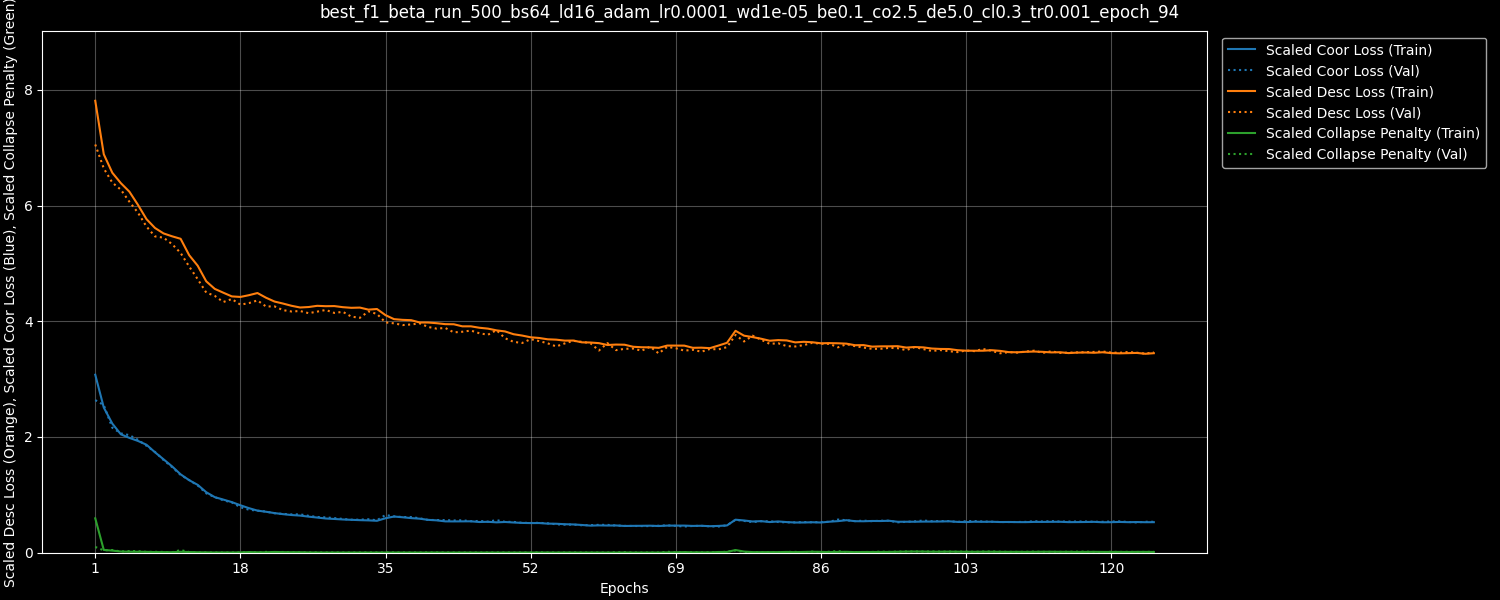 best_f1_beta_run_500_bs64_ld16_adam_lr0.0001_wd1e-05_be0.1_co2.5_de5.0_cl0.3_tr0.001_epoch_94
Scaled Desc Loss (Orange), Scaled Coor Loss (Blue), Scaled Collapse Penalty (Green)
8
6
4
2
0
1 18 35 52 69 86 103 120
Epochs
Scaled Coor Loss (Train)
Scaled Coor Loss (Val)
Scaled Desc Loss (Train)
Scaled Desc Loss (Val)
Scaled Collapse Penalty (Train)
Scaled Collapse Penalty (Val)